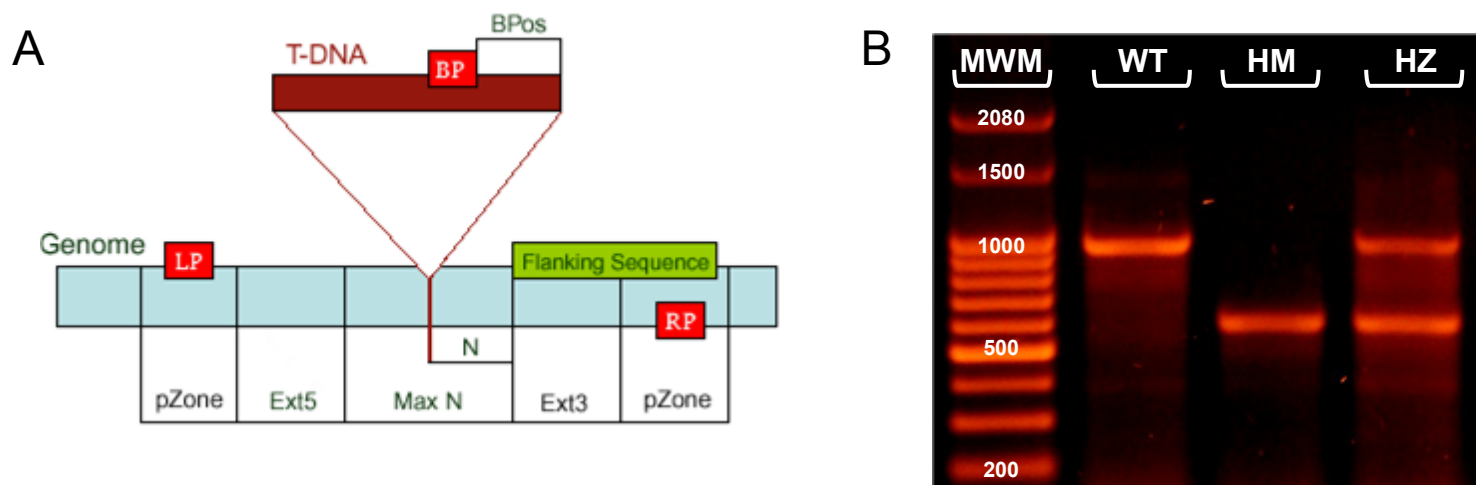 A
BPos
T-DNA
BP
Genome
LP
Flanking Sequence
RP
N
pZone
Ext5
Max N
Ext3
pZone
B
MWM WT HM HZ
2080
1500
1000
500
200